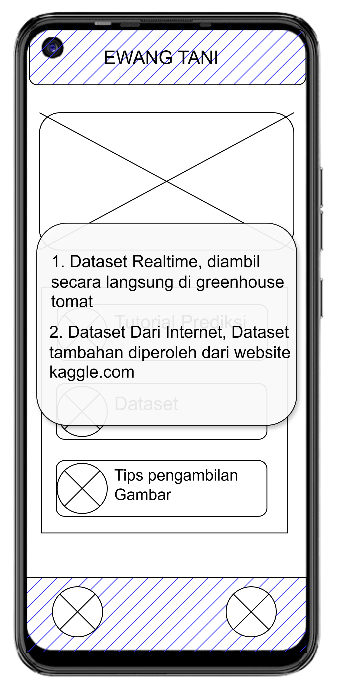 EWANG TANI
1. Dataset Realtime, diambil
secara langsung di greenhouse
tomat
Tutorial Prediksi
2. Dataset Dari Internet, Dataset
tambahan diperoleh dari website
kaggle.com
Dataset
Tips pengambilan
Gambar